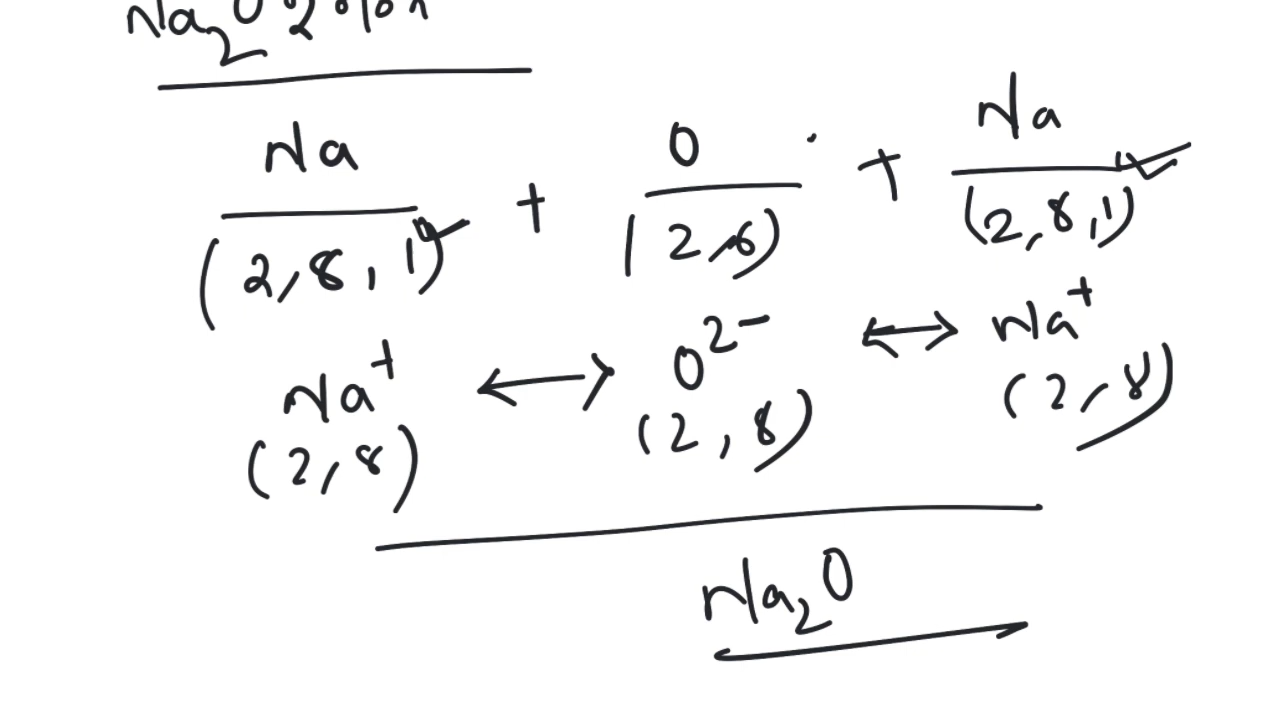 Na₂O
Na + O + Na
(2,8,1) (2,6) (2,8,1)
Na⁺ ↔ O²⁻ ↔ Na⁺
(2,8) (2,8) (2,8)
Na₂O